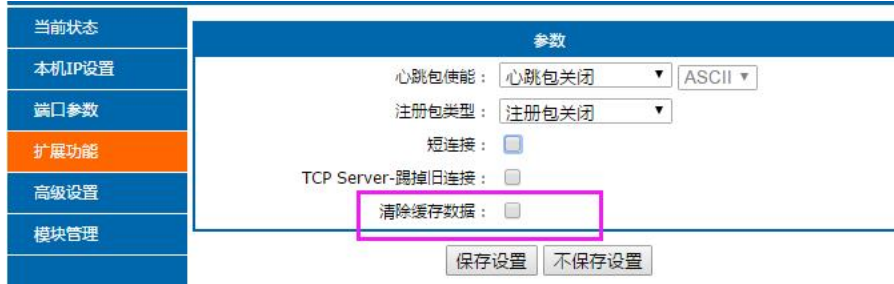 当前状态
本机IP设置
端口参数
扩展功能
高级设置
模块管理
参数
心跳包使能： 心跳包关闭 ASCII
注册包类型： 注册包关闭
短连接：
TCP Server-踢掉旧连接：
清除缓存数据：
保存设置 不保存设置